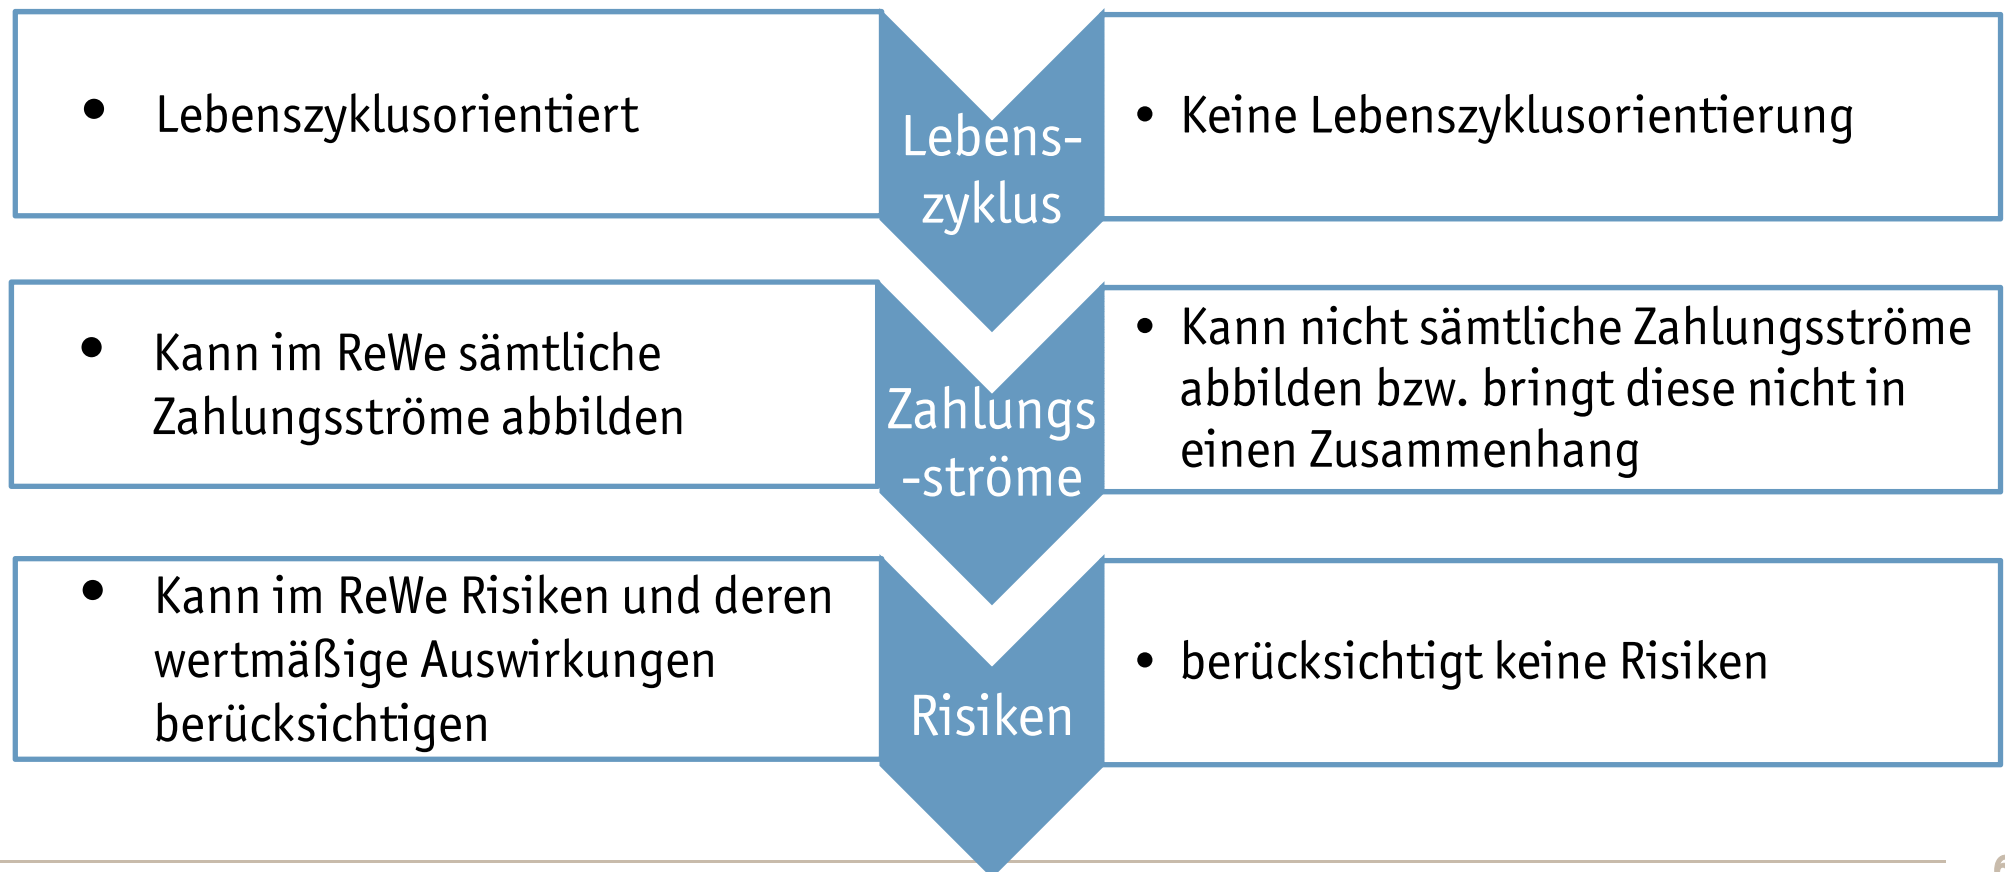 • Lebenszyklusorientiert
Lebens-
zyklus
• Keine Lebenszyklusorientierung
• Kann im ReWe sämtliche
Zahlungsströme abbilden
Zahlungs
-ströme
• Kann nicht sämtliche Zahlungsströme
abbilden bzw. bringt diese nicht in
einen Zusammenhang
• Kann im ReWe Risiken und deren
wertmäßige Auswirkungen
berücksichtigen
Risiken
• berücksichtigt keine Risiken